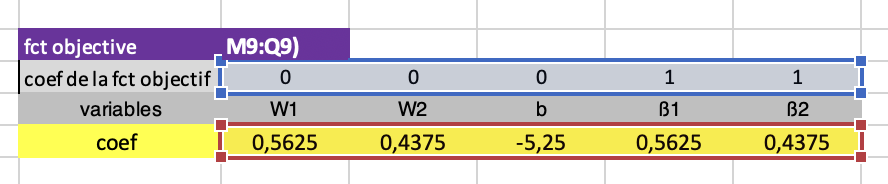 fct objective M9:Q9)
coef de la fct objectif 0 0 0 1 1
variables W1 W2 b ß1 ß2
coef 0,5625 0,4375 -5,25 0,5625 0,4375